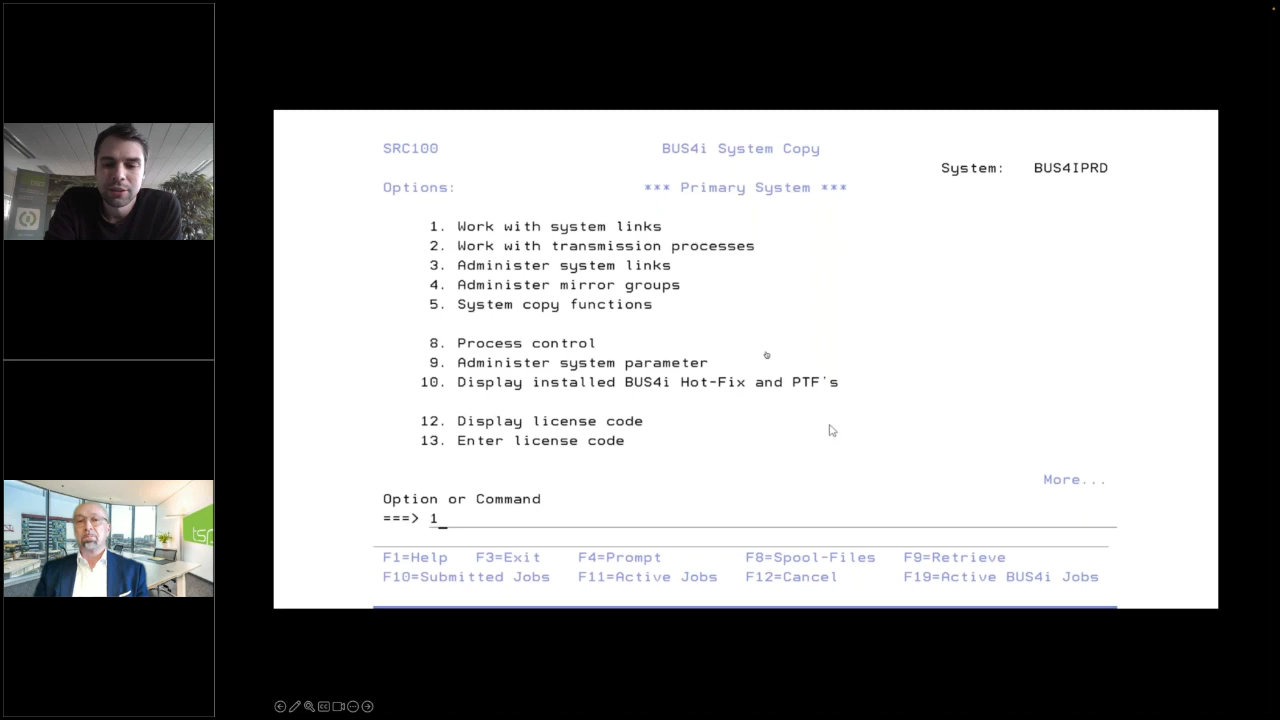 SRC100 BUS4i System Copy
System: BUS4IPRD
Options: *** Primary System ***
1. Work with system links
2. Work with transmission processes
3. Administer system links
4. Administer mirror groups
5. System copy functions
8. Process control
9. Administer system parameter
10. Display installed BUS4i Hot-Fix and PTF's
12. Display license code
13. Enter license code
More...
Option or Command
===> 1_
F1=Help F3=Exit F4=Prompt F8=Spool-Files F9=Retrieve
F10=Submitted Jobs F11=Active Jobs F12=Cancel F19=Active BUS4i Jobs